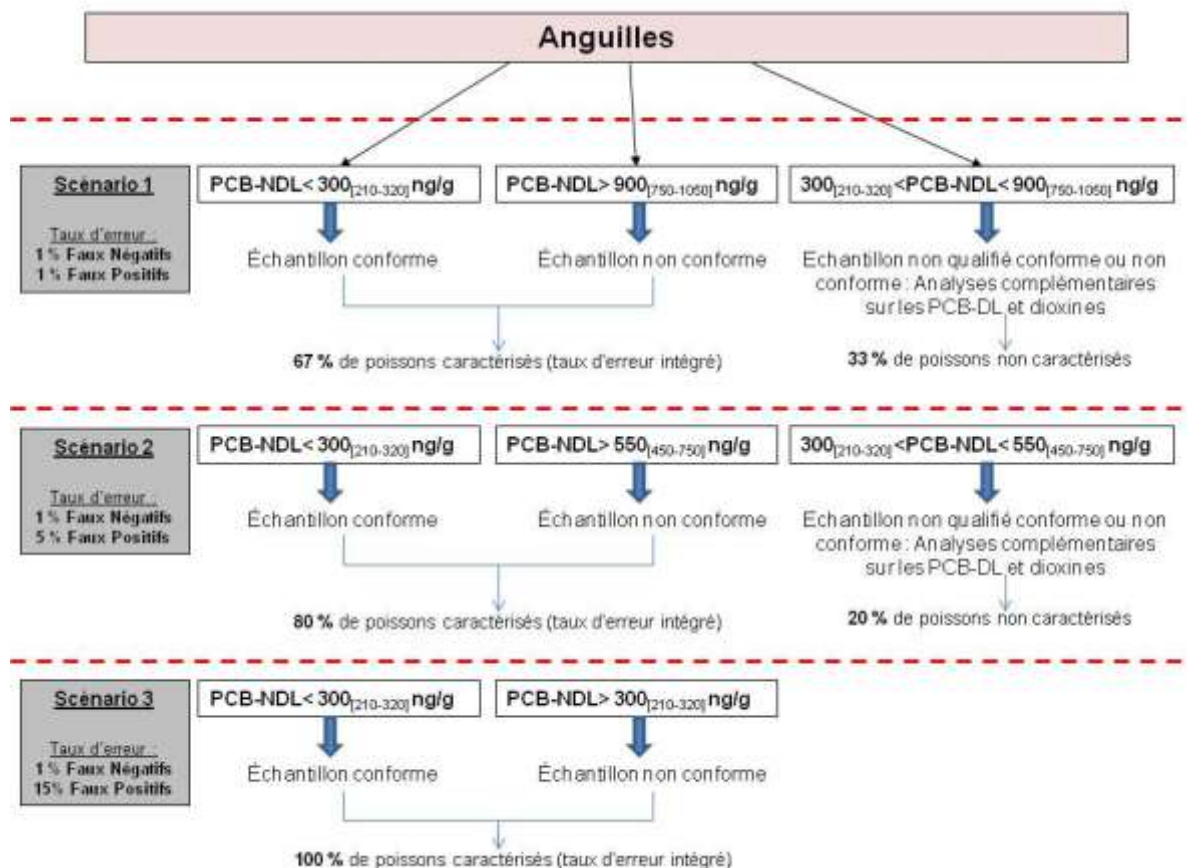 Anguilles
Scénario 1
Taux d'erreur :
1 % Faux Négatifs
1 % Faux Positifs
PCB-NDL< 300[210-320] ng/g
Échantillon conforme
PCB-NDL> 900[750-1050] ng/g
Échantillon non conforme
67 % de poissons caractérisés (taux d'erreur intégré)
300[210-320] <PCB-NDL< 900[750-1050] ng/g
Echantillon non qualifié conforme ou non
conforme : Analyses complémentaires
sur les PCB-DL et dioxines
33 % de poissons non caractérisés
Scénario 2
Taux d'erreur :
1 % Faux Négatifs
5 % Faux Positifs
PCB-NDL< 300[210-320] ng/g
Échantillon conforme
PCB-NDL> 550[450-750] ng/g
Échantillon non conforme
80 % de poissons caractérisés (taux d'erreur intégré)
300[210-320] <PCB-NDL< 550[450-750] ng/g
Echantillon non qualifié conforme ou non
conforme : Analyses complémentaires
sur les PCB-DL et dioxines
20 % de poissons non caractérisés
Scénario 3
Taux d'erreur :
1 % Faux Négatifs
15% Faux Positifs
PCB-NDL< 300[210-320] ng/g
Échantillon conforme
PCB-NDL> 300[210-320] ng/g
Échantillon non conforme
100 % de poissons caractérisés (taux d'erreur intégré)